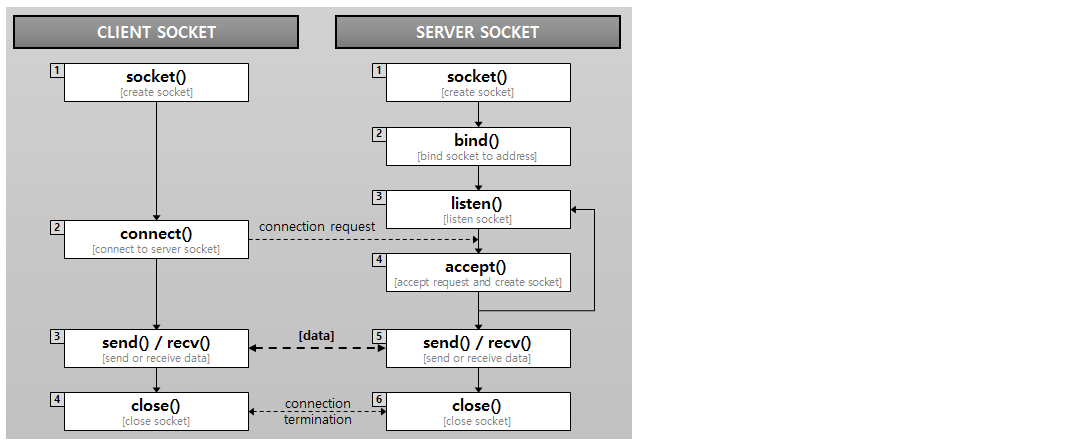 CLIENT SOCKET
SERVER SOCKET
1
socket()
[create socket]
1
socket()
[create socket]
2
bind()
[bind socket to address]
3
listen()
[listen socket]
2
connect()
[connect to server socket]
connection request
4
accept()
[accept request and create socket]
3
send() / recv()
[send or receive data]
[data]
5
send() / recv()
[send or receive data]
4
close()
[close socket]
connection
termination
6
close()
[close socket]